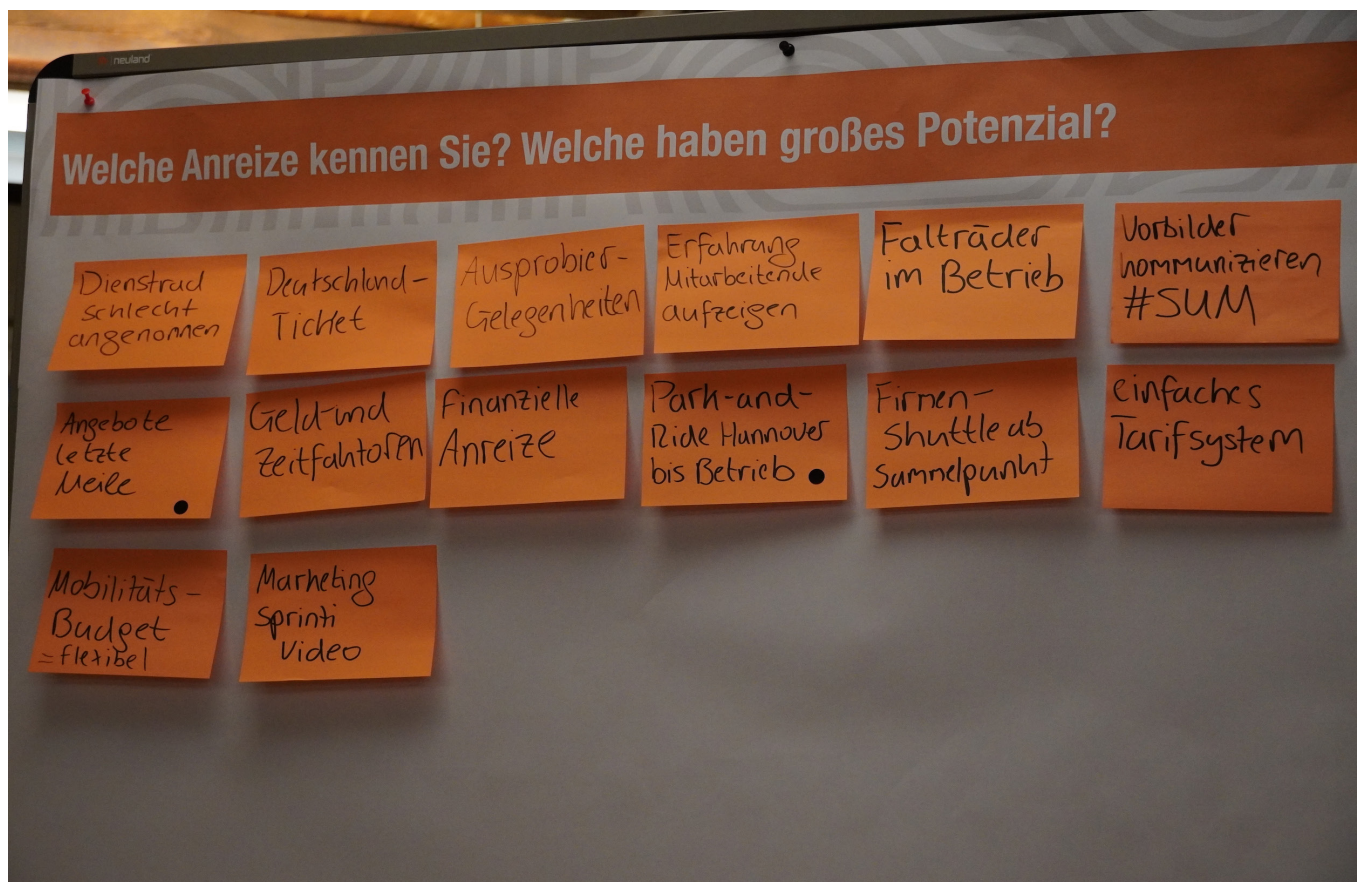 neuland
Welche Anreize kennen Sie? Welche haben großes Potenzial?
Dienstrad
schlecht
angenommen
Deutschland-
Ticket
Ausprobier-
Gelegenheiten
Erfahrung
Mitarbeitende
aufzeigen
Falträder
im Betrieb
Vorbilder
kommunizieren
#SUM
Angebote
letzte
Meile
Geld-und
Zeitfaktoren
Finanzielle
Anreize
Park-and-
Ride Hannover
bis Betrieb
Firmen-
Shuttle ab
Sammelpunkt
einfaches
Tarifsystem
Mobilitäts-
Budget
=flexibel
Marketing
sprinti
Video